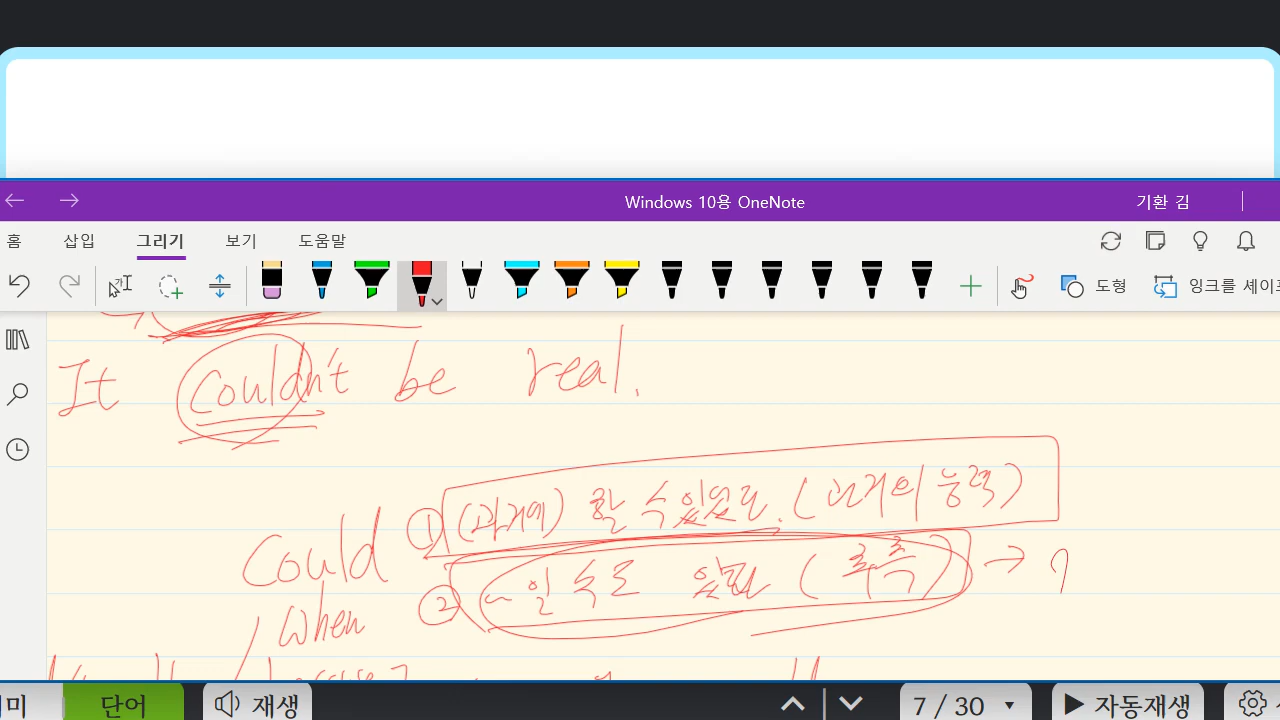 Windows 10용 OneNote
기환 김
홈 삽입 그리기 보기 도움말
도형 잉크를 셰이프
It couldn't be real.
Could ① (과거에) 할 수 있었다. (과거의 능력)
② ~일 수도 있다 (추측) →
when
단어 재생 7 / 30 자동재생